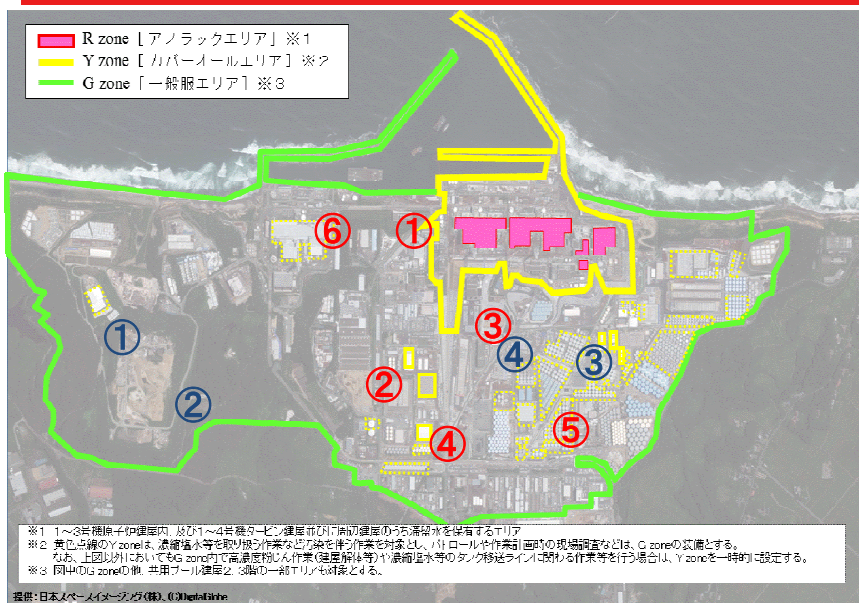 R zone [ アノラックエリア] ※1
Y zone [ カバーオールエリア] ※2
G zone [ 一般服エリア] ※3
⑥
①
③
①
④
③
②
②
⑤
④
※1 1～3号機原子炉建屋内、及び1～4号機タービン建屋並びに周辺建屋のうち滞留水を保有するエリア
※2 黄色点線のY zoneは、濃縮塩水等を取り扱う作業など汚染を伴う作業を対象とし、パトロールや作業計画時の現場調査などは、G zoneの装備とする。
なお、上図以外においてもG zone内で高濃度粉じん作業(建屋解体等)や濃縮塩水等のタンク移送ラインに関わる作業等を行う場合は、Y zoneを一時的に設定する。
※3 図中のG zoneの他、共用プール建屋2、3階の一部エリアも対象とする。
提供：日本スペースイメージング(株)、(C)DigitalGlobe